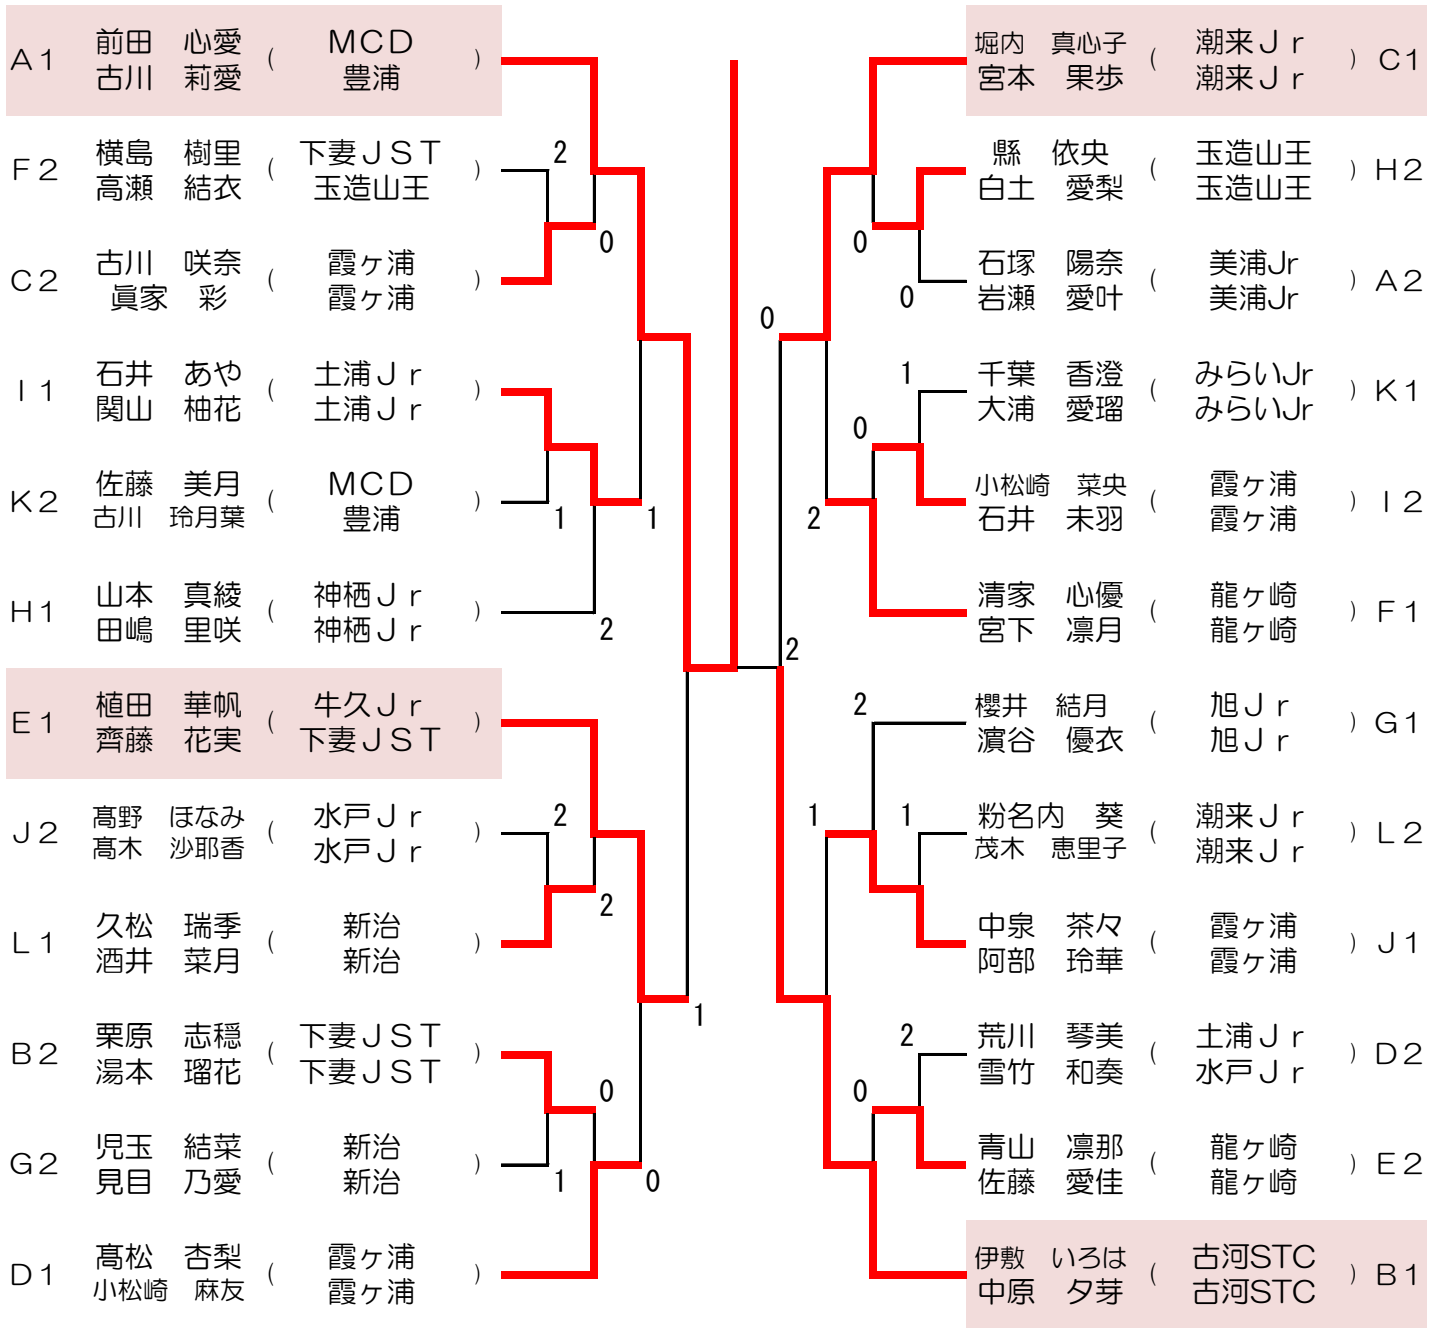 A1 前田 心愛 ( MCD )
古川 莉愛 豊浦
F2 横島 樹里 ( 下妻JST )
高瀬 結衣 玉造山王
2
C2 古川 咲奈 ( 霞ヶ浦 )
眞家 彩 霞ヶ浦
0
I1 石井 あや ( 土浦Jr )
関山 柚花 土浦Jr
K2 佐藤 美月 ( MCD )
古川 玲月葉 豊浦
1
1
H1 山本 真綾 ( 神栖Jr )
田嶋 里咲 神栖Jr
2
E1 植田 華帆 ( 牛久Jr )
齊藤 花実 下妻JST
J2 髙野 ほなみ ( 水戸Jr )
髙木 沙耶香 水戸Jr
2
L1 久松 瑞季 ( 新治 )
酒井 菜月 新治
2
1
B2 栗原 志穏 ( 下妻JST )
湯本 瑠花 下妻JST
0
G2 児玉 結菜 ( 新治 )
見目 乃愛 新治
1
0
D1 髙松 杏梨 ( 霞ヶ浦 )
小松崎 麻友 霞ヶ浦
堀内 真心子 ( 潮来Jr ) C1
宮本 果歩 潮来Jr
縣 依央 ( 玉造山王 ) H2
白土 愛梨 玉造山王
0
石塚 陽奈 ( 美浦Jr ) A2
岩瀬 愛叶 美浦Jr
0
0
千葉 香澄 ( みらいJr ) K1
大浦 愛瑠 みらいJr
1
0
小松崎 菜央 ( 霞ヶ浦 ) I2
石井 未羽 霞ヶ浦
2
清家 心優 ( 龍ヶ崎 ) F1
宮下 凛月 龍ヶ崎
2
櫻井 結月 ( 旭Jr ) G1
濵谷 優衣 旭Jr
2
粉名内 葵 ( 潮来Jr ) L2
茂木 恵里子 潮来Jr
1
1
中泉 茶々 ( 霞ヶ浦 ) J1
阿部 玲華 霞ヶ浦
荒川 琴美 ( 土浦Jr ) D2
雪竹 和奏 水戸Jr
2
0
青山 凛那 ( 龍ヶ崎 ) E2
佐藤 愛佳 龍ヶ崎
伊敷 いろは ( 古河STC ) B1
中原 夕芽 古河STC